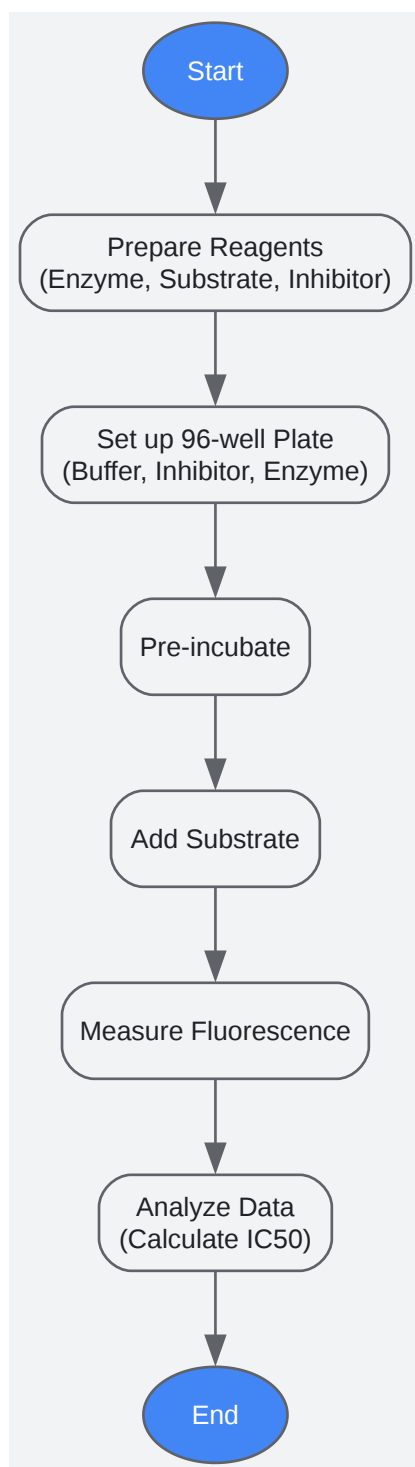 Start
Prepare Reagents
(Enzyme, Substrate, Inhibitor)
Set up 96-well Plate
(Buffer, Inhibitor, Enzyme)
Pre-incubate
Add Substrate
Measure Fluorescence
Analyze Data
(Calculate IC50)
End